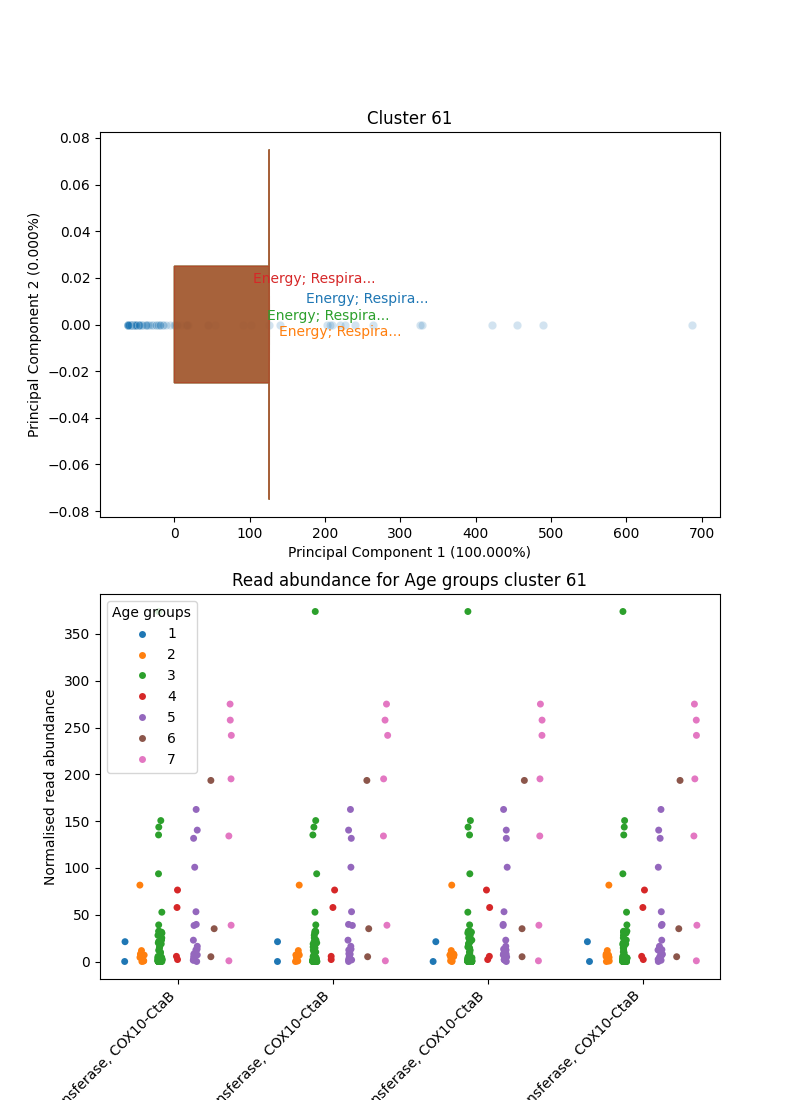 Cluster 61
0.08
0.06
0.04
0.02
0.00
−0.02
−0.04
−0.06
−0.08
Principal Component 2 (0.000%)
Energy; Respira...
Energy; Respira...
Energy; Respira...
Energy; Respira...
0 100 200 300 400 500 600 700
Principal Component 1 (100.000%)
Read abundance for Age groups cluster 61
350
300
250
200
150
100
50
0
Normalised read abundance
Age groups
1
2
3
4
5
6
7
nsferase, COX10-CtaB
nsferase, COX10-CtaB
nsferase, COX10-CtaB
nsferase, COX10-CtaB